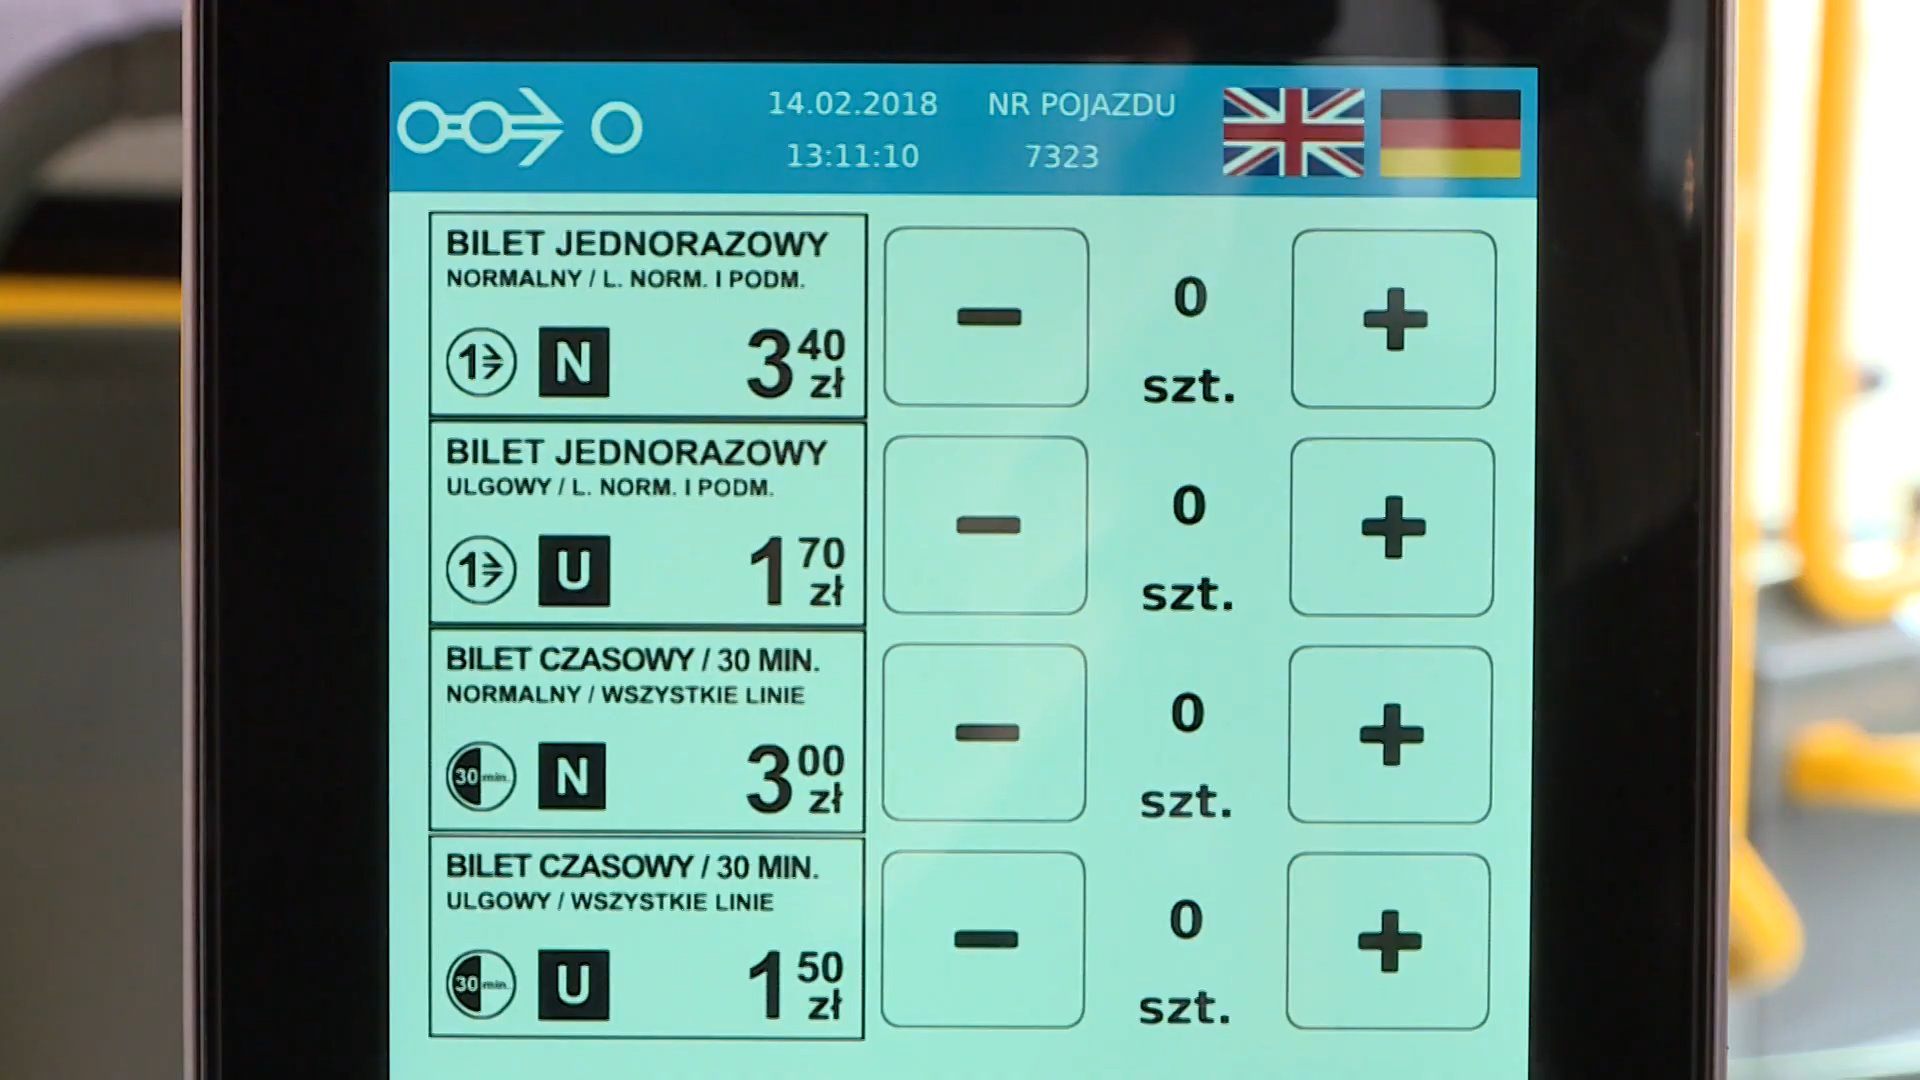 14.02.2018 NR POJAZDU
13:11:10 7323
BILET JEDNORAZOWY
NORMALNY / L. NORM. I PODM.
1 N 3 40 zł
− 0 szt. +
BILET JEDNORAZOWY
ULGOWY / L. NORM. I PODM.
1 U 1 70 zł
− 0 szt. +
BILET CZASOWY / 30 MIN.
NORMALNY / WSZYSTKIE LINIE
30 min. N 3 00 zł
− 0 szt. +
BILET CZASOWY / 30 MIN.
ULGOWY / WSZYSTKIE LINIE
30 min. U 1 50 zł
− 0 szt. +